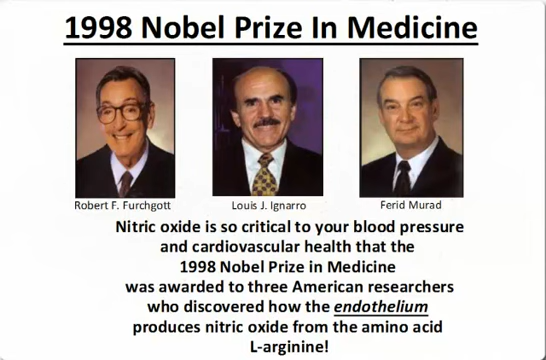 1998 Nobel Prize In Medicine
Robert F. Furchgott
Louis J. Ignarro
Ferid Murad
Nitric oxide is so critical to your blood pressure
and cardiovascular health that the
1998 Nobel Prize in Medicine
was awarded to three American researchers
who discovered how the endothelium
produces nitric oxide from the amino acid
L-arginine!